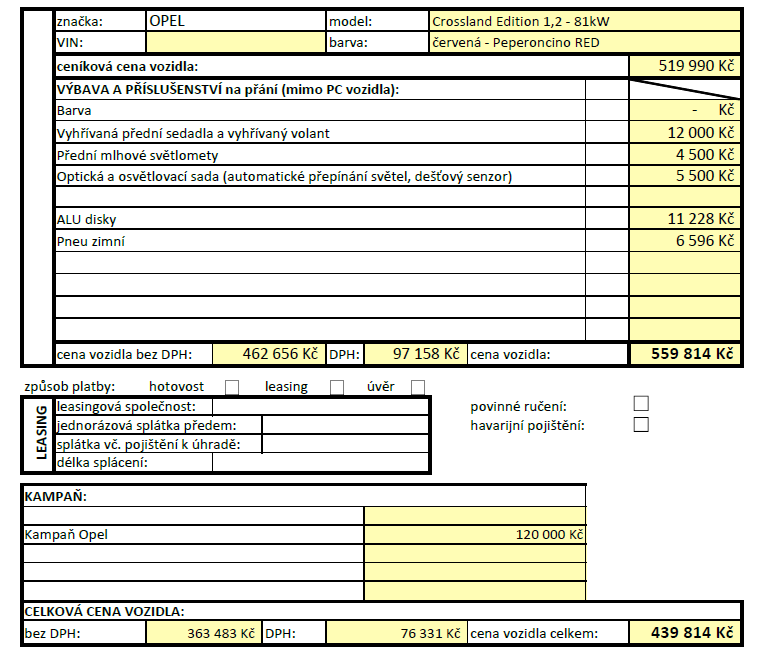 značka: OPEL model: Crossland Edition 1,2 - 81kW
VIN: barva: červená - Peperoncino RED
ceníková cena vozidla: 519 990 Kč
VÝBAVA A PŘÍSLUŠENSTVÍ na přání (mimo PC vozidla):
Barva - Kč
Vyhřívaná přední sedadla a vyhřívaný volant 12 000 Kč
Přední mlhové světlomety 4 500 Kč
Optická a osvětlovací sada (automatické přepínání světel, dešťový senzor) 5 500 Kč
ALU disky 11 228 Kč
Pneu zimní 6 596 Kč
cena vozidla bez DPH: 462 656 Kč DPH: 97 158 Kč cena vozidla: 559 814 Kč
způsob platby: hotovost leasing úvěr
LEASING
leasingová společnost: povinné ručení:
jednorázová splátka předem: havarijní pojištění:
splátka vč. pojištění k úhradě:
délka splácení:
KAMPAŇ:
Kampaň Opel 120 000 Kč
CELKOVÁ CENA VOZIDLA:
bez DPH: 363 483 Kč DPH: 76 331 Kč cena vozidla celkem: 439 814 Kč